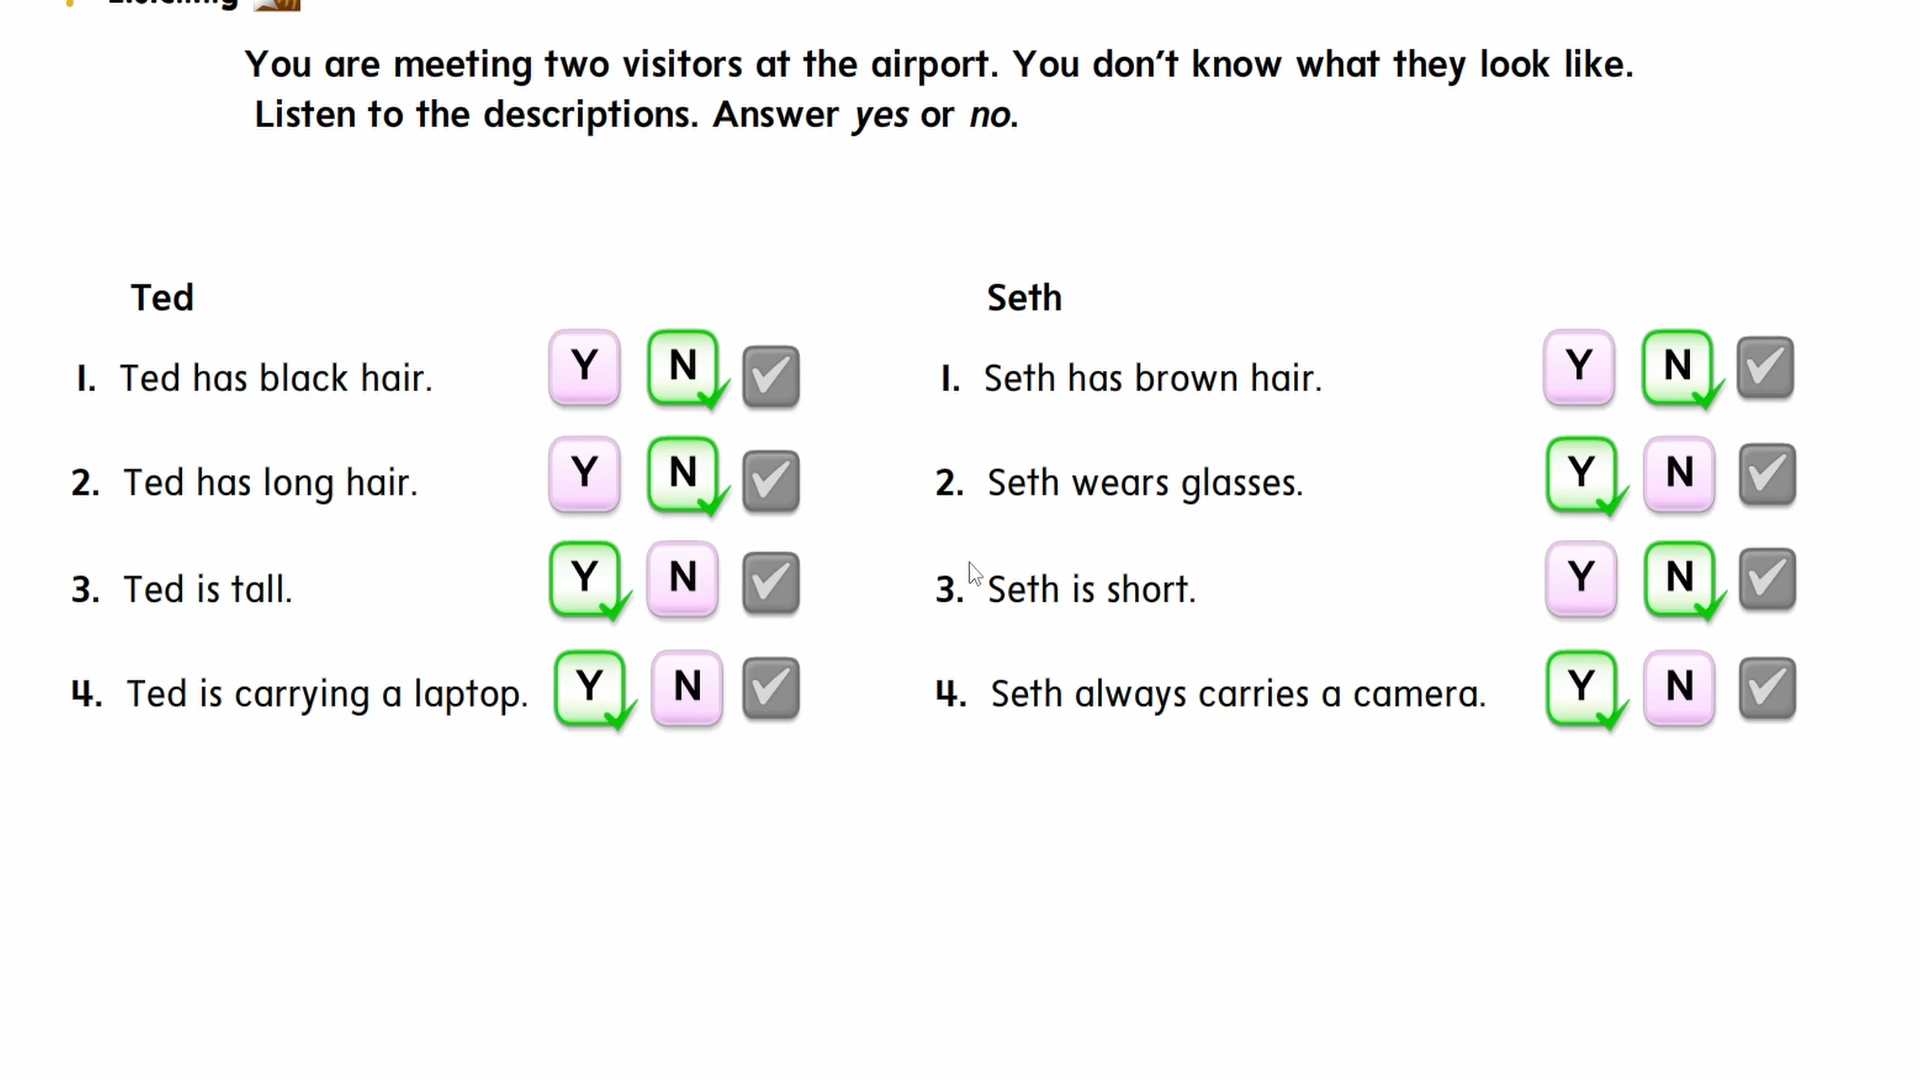 Listening
You are meeting two visitors at the airport. You don't know what they look like.
Listen to the descriptions. Answer yes or no.
Ted
1. Ted has black hair. Y N
2. Ted has long hair. Y N
3. Ted is tall. Y N
4. Ted is carrying a laptop. Y N
Seth
1. Seth has brown hair. Y N
2. Seth wears glasses. Y N
3. Seth is short. Y N
4. Seth always carries a camera. Y N